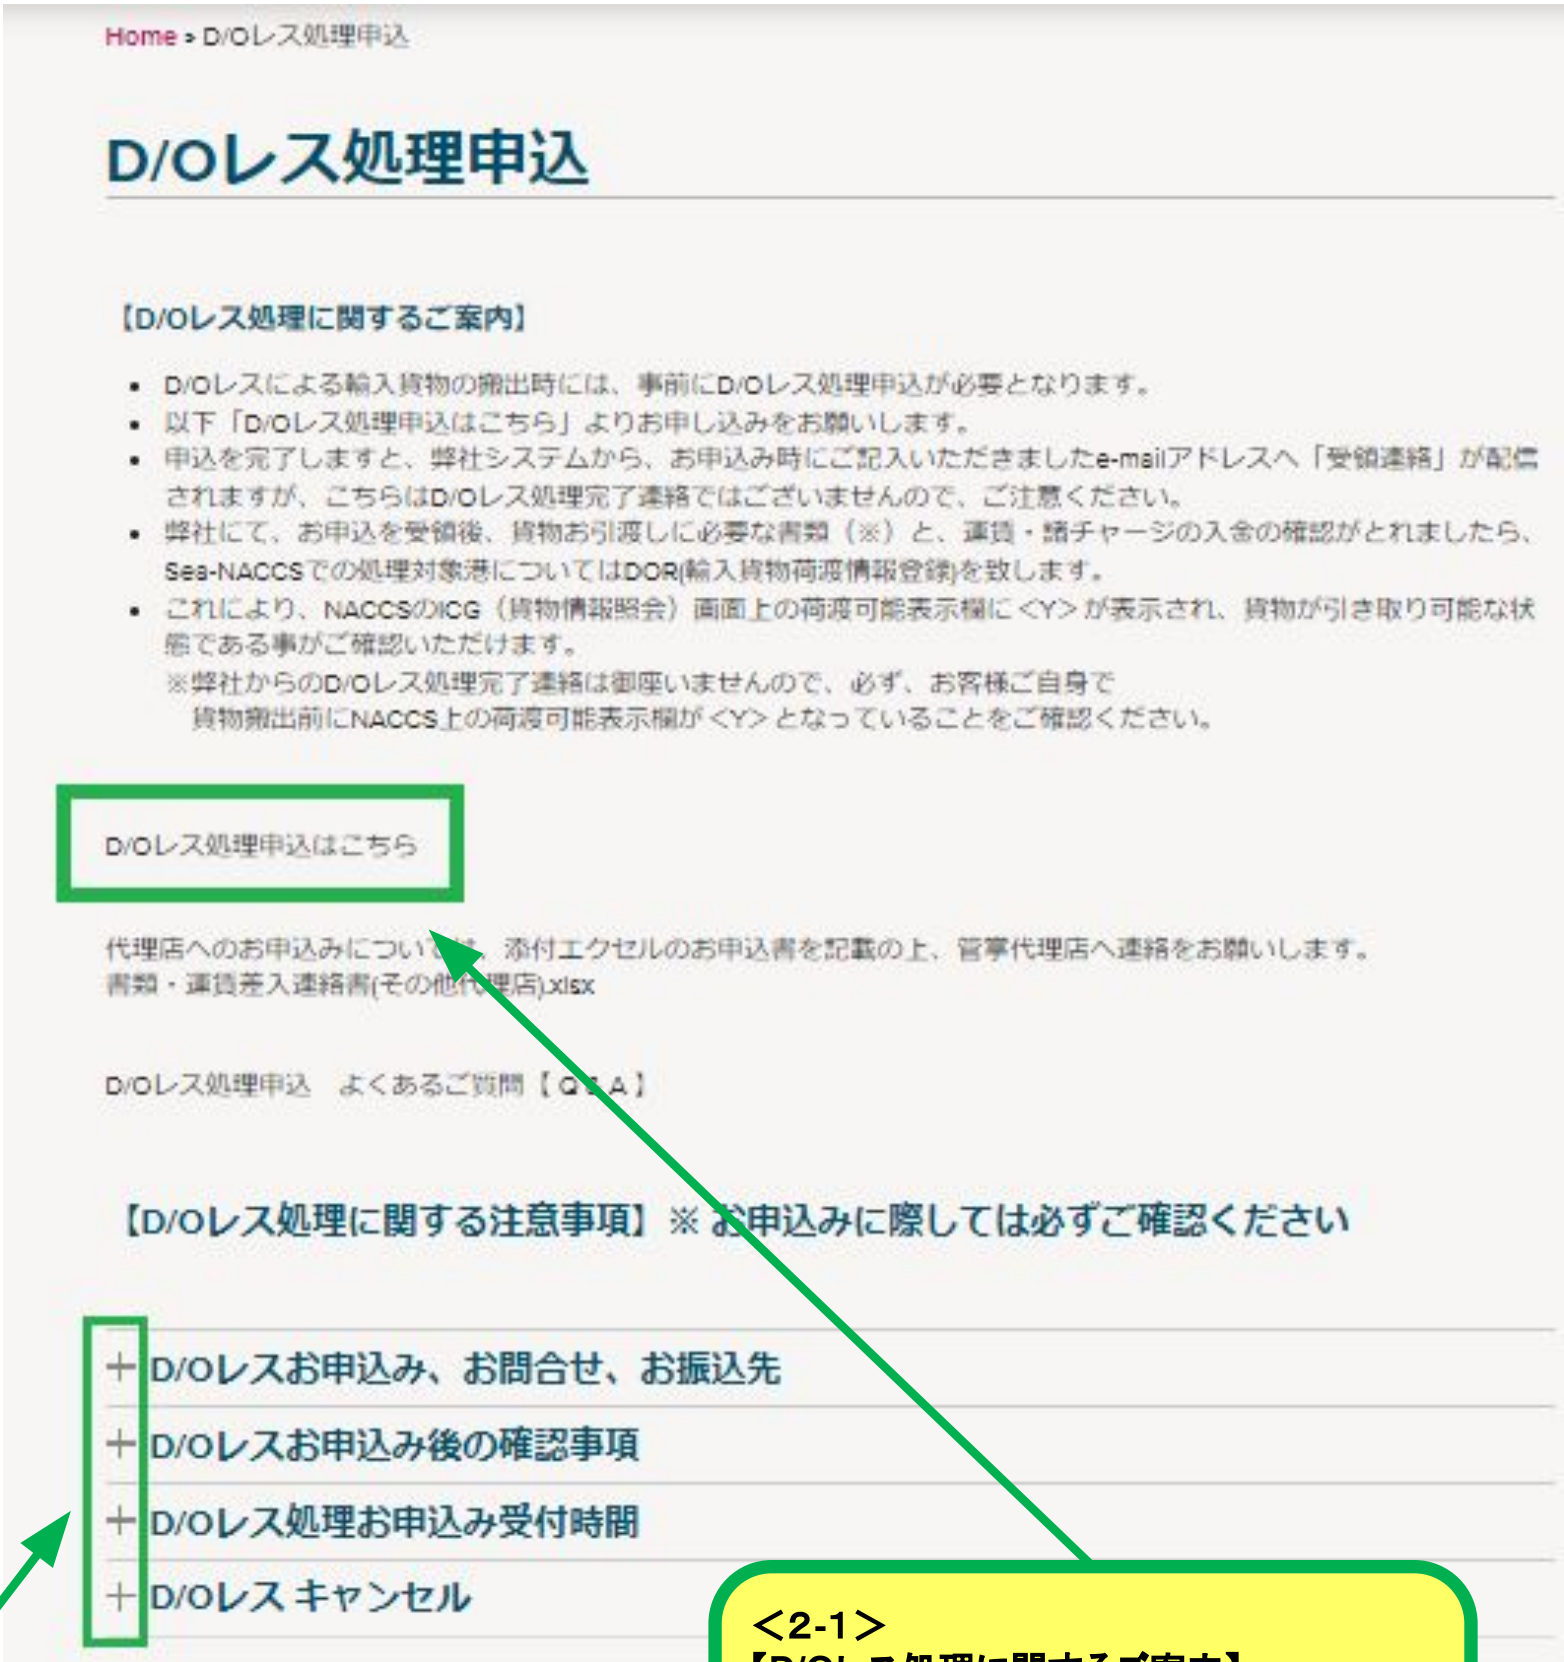 Home » D/Oレス処理申込
D/Oレス処理申込
【D/Oレス処理に関するご案内】
• D/Oレスによる輸入貨物の搬出時には、事前にD/Oレス処理申込が必要となります。
• 以下「D/Oレス処理申込はこちら」よりお申し込みをお願いします。
• 申込を完了しますと、弊社システムから、お申込み時にご記入いただきましたe-mailアドレスへ「受領連絡」が配信
されますが、こちらはD/Oレス処理完了連絡ではございませんので、ご注意ください。
• 弊社にて、お申込を受領後、貨物お引渡しに必要な書類（※）と、運賃・諸チャージの入金の確認がとれましたら、
Sea-NACCSでの処理対象港についてはDOR(輸入貨物荷渡情報登録)を致します。
• これにより、NACCSのICG（貨物情報照会）画面上の荷渡可能表示欄に<Y>が表示され、貨物が引き取り可能な状
態である事がご確認いただけます。
※弊社からのD/Oレス処理完了連絡は御座いませんので、必ず、お客様ご自身で
貨物搬出前にNACCS上の荷渡可能表示欄が<Y>となっていることをご確認ください。
D/Oレス処理申込はこちら
代理店へのお申込みについては、添付エクセルのお申込書を記載の上、管掌代理店へ連絡をお願いします。
書類・運賃差入連絡書(その他代理店).xlsx
D/Oレス処理申込　よくあるご質問【 Q & A 】
【D/Oレス処理に関する注意事項】※ お申込みに際しては必ずご確認ください
+ D/Oレスお申込み、お問合せ、お振込先
+ D/Oレスお申込み後の確認事項
+ D/Oレス処理お申込み受付時間
+ D/Oレス キャンセル
＜2-1＞
【D/Oレス処理に関するご案内】